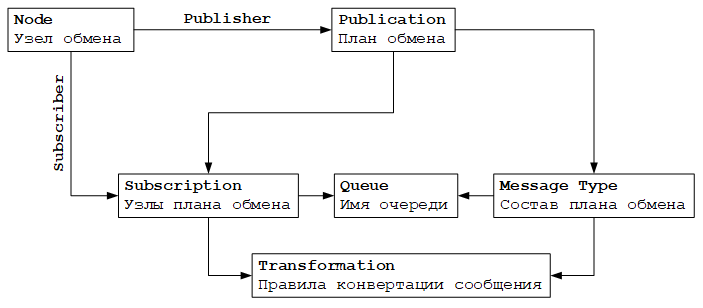 Node
Узел обмена
Publisher
Publication
План обмена
Subscriber
Subscription
Узлы плана обмена
Queue
Имя очереди
Message Type
Состав плана обмена
Transformation
Правила конвертации сообщения